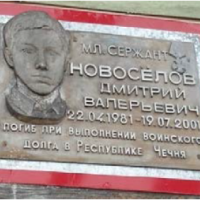 МЛ. СЕРЖАНТ
НОВОСЁЛОВ
ДМИТРИЙ
ВАЛЕРЬЕВИЧ
22.04.1981-19.07.2001
ПОГИБ ПРИ ВЫПОЛНЕНИИ ВОИНСКОГО
ДОЛГА В РЕСПУБЛИКЕ ЧЕЧНЯ